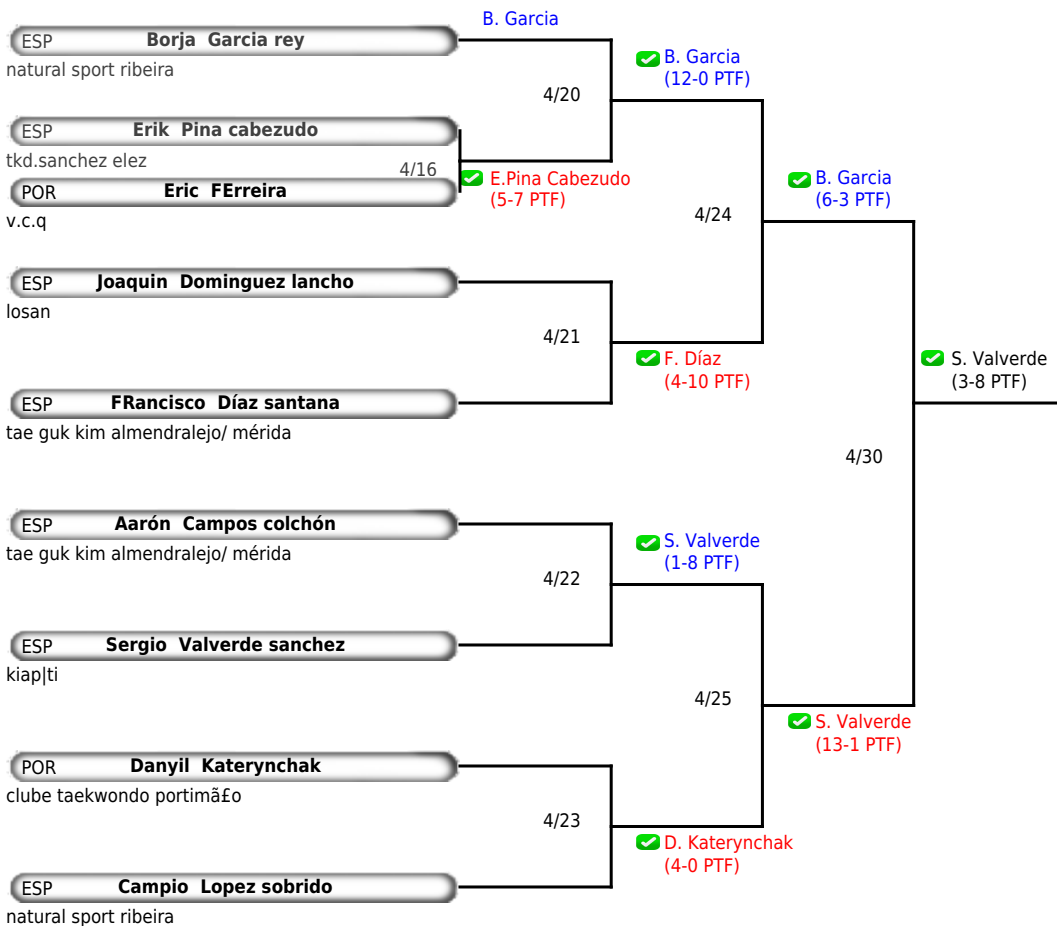 B. Garcia
ESP Borja Garcia rey
natural sport ribeira
B. Garcia
(12-0 PTF)
4/20
ESP Erik Pina cabezudo
tkd.sanchez elez
4/16
POR Eric FErreira
v.c.q
E.Pina Cabezudo
(5-7 PTF)
B. Garcia
(6-3 PTF)
4/24
ESP Joaquin Dominguez lancho
losan
4/21
F. Díaz
(4-10 PTF)
S. Valverde
(3-8 PTF)
ESP FRancisco Díaz santana
tae guk kim almendralejo/ mérida
4/30
ESP Aarón Campos colchón
tae guk kim almendralejo/ mérida
S. Valverde
(1-8 PTF)
4/22
ESP Sergio Valverde sanchez
kiap|ti
4/25
S. Valverde
(13-1 PTF)
POR Danyil Katerynchak
clube taekwondo portimã£o
4/23
D. Katerynchak
(4-0 PTF)
ESP Campio Lopez sobrido
natural sport ribeira